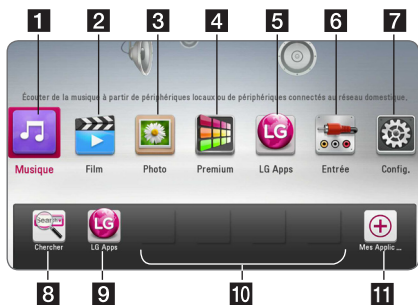 1 2 3 4 5 6 7
Écouter de la musique à partir de périphériques locaux ou de périphériques connectés au réseau domestique.
LG
Musique Film Photo Premium LG Apps Entrée Config.
Search LG
Chercher LG Apps Mes Applic ...
8 9 10 11